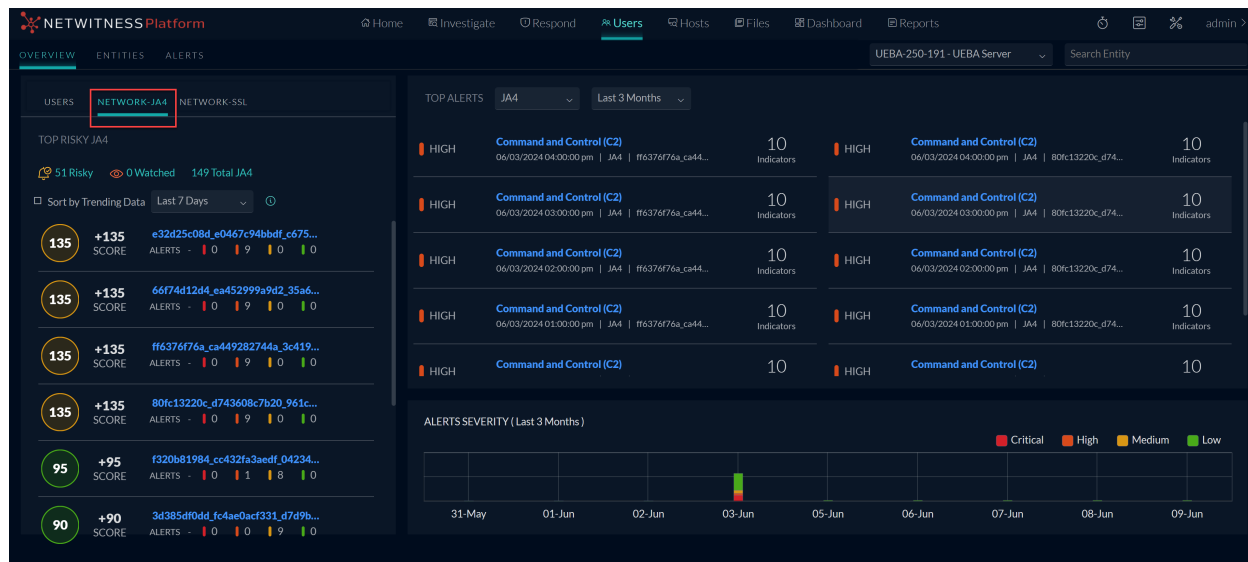 NETWITNESS Platform
Home Investigate Respond Users Hosts Files Dashboard Reports admin >
OVERVIEW ENTITIES ALERTS
UEBA-250-191 - UEBA Server Search Entity
USERS NETWORK-JA4 NETWORK-SSL
TOP RISKY JA4
51 Risky 0 Watched 149 Total JA4
Sort by Trending Data Last 7 Days
135 +135 SCORE e32d25c08d_e0467c94bbdf_c675...
ALERTS - 0 9 0 0
135 +135 SCORE 66f74d12d4_ea452999a9d2_35a6...
ALERTS - 0 9 0 0
135 +135 SCORE ff6376f76a_ca449282744a_3c419...
ALERTS - 0 9 0 0
135 +135 SCORE 80fc13220c_d743608c7b20_961c...
ALERTS - 0 9 0 0
95 +95 SCORE f320b81984_cc432fa3aedf_04234...
ALERTS - 0 1 8 0
90 +90 SCORE 3d385df0dd_fc4ae0acf331_d7d9b...
ALERTS - 0 0 9 0
TOP ALERTS JA4 Last 3 Months
HIGH Command and Control (C2) 10 Indicators
06/03/2024 04:00:00 pm | JA4 | ff6376f76a_ca44...
HIGH Command and Control (C2) 10 Indicators
06/03/2024 04:00:00 pm | JA4 | 80fc13220c_d74...
HIGH Command and Control (C2) 10 Indicators
06/03/2024 03:00:00 pm | JA4 | ff6376f76a_ca44...
HIGH Command and Control (C2) 10 Indicators
06/03/2024 03:00:00 pm | JA4 | 80fc13220c_d74...
HIGH Command and Control (C2) 10 Indicators
06/03/2024 02:00:00 pm | JA4 | ff6376f76a_ca44...
HIGH Command and Control (C2) 10 Indicators
06/03/2024 02:00:00 pm | JA4 | 80fc13220c_d74...
HIGH Command and Control (C2) 10 Indicators
06/03/2024 01:00:00 pm | JA4 | ff6376f76a_ca44...
HIGH Command and Control (C2) 10 Indicators
06/03/2024 01:00:00 pm | JA4 | 80fc13220c_d74...
HIGH Command and Control (C2) 10
HIGH Command and Control (C2) 10
ALERTS SEVERITY ( Last 3 Months )
Critical High Medium Low
31-May 01-Jun 02-Jun 03-Jun 05-Jun 06-Jun 07-Jun 08-Jun 09-Jun